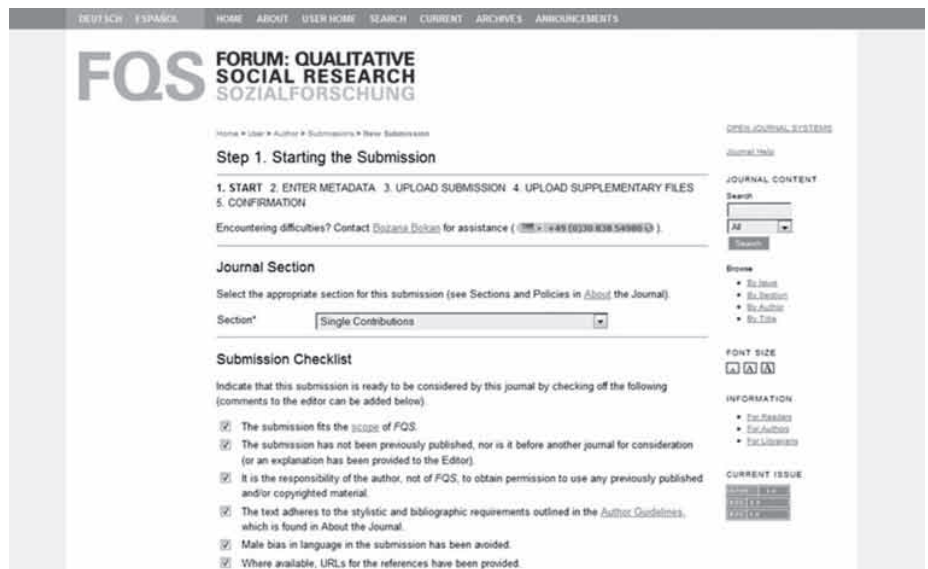 DEUTSCH ESPAÑOL HOME ABOUT USER HOME SEARCH CURRENT ARCHIVES ANNOUNCEMENTS
FQS
FORUM: QUALITATIVE
SOCIAL RESEARCH
SOZIALFORSCHUNG
Home > User > Author > Submissions > New Submission
Step 1. Starting the Submission
1. START 2. ENTER METADATA 3. UPLOAD SUBMISSION 4. UPLOAD SUPPLEMENTARY FILES
5. CONFIRMATION
Encountering difficulties? Contact Bozana Bokan for assistance ( +49 (0)30 838 54980 ).
Journal Section
Select the appropriate section for this submission (see Sections and Policies in About the Journal).
Section* Single Contributions
Submission Checklist
Indicate that this submission is ready to be considered by this journal by checking off the following
(comments to the editor can be added below).
The submission fits the scope of FQS.
The submission has not been previously published, nor is it before another journal for consideration
(or an explanation has been provided to the Editor).
It is the responsibility of the author, not of FQS, to obtain permission to use any previously published
and/or copyrighted material.
The text adheres to the stylistic and bibliographic requirements outlined in the Author Guidelines,
which is found in About the Journal.
Male bias in language in the submission has been avoided.
Where available, URLs for the references have been provided.
OPEN JOURNAL SYSTEMS
Journal Help
JOURNAL CONTENT
Search
All
Search
Browse
By Issue
By Section
By Author
By Title
FONT SIZE
A A A
INFORMATION
For Readers
For Authors
For Librarians
CURRENT ISSUE